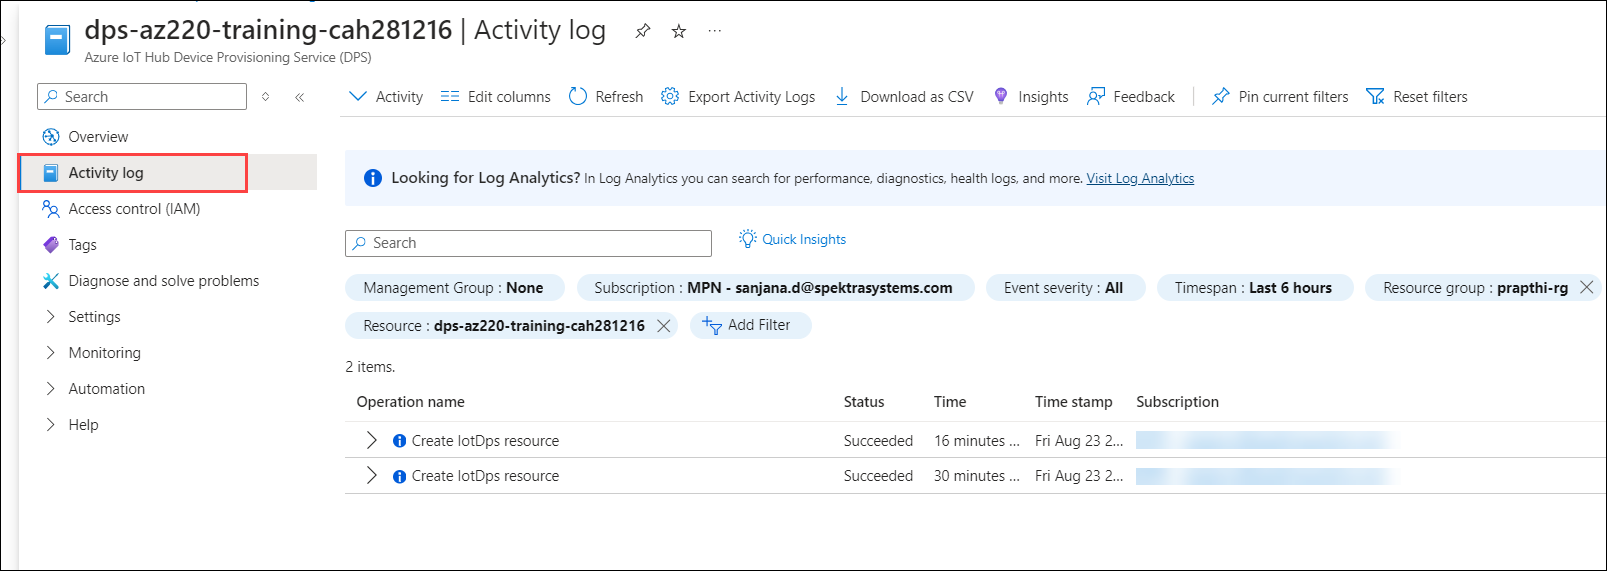 dps-az220-training-cah281216 | Activity log
Azure IoT Hub Device Provisioning Service (DPS)
Search
Activity Edit columns Refresh Export Activity Logs Download as CSV Insights Feedback Pin current filters Reset filters
Overview
Activity log
Access control (IAM)
Tags
Diagnose and solve problems
Settings
Monitoring
Automation
Help
Looking for Log Analytics? In Log Analytics you can search for performance, diagnostics, health logs, and more. Visit Log Analytics
Search Quick Insights
Management Group : None Subscription : MPN - sanjana.d@spektrasystems.com Event severity : All Timespan : Last 6 hours Resource group : prapthi-rg
Resource : dps-az220-training-cah281216 Add Filter
2 items.
Operation name Status Time Time stamp Subscription
Create IotDps resource Succeeded 16 minutes ... Fri Aug 23 2...
Create IotDps resource Succeeded 30 minutes ... Fri Aug 23 2...